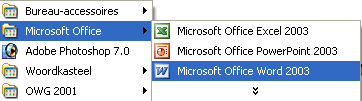 Bureau-accessoires
Microsoft Office
Adobe Photoshop 7.0
Woordkasteel
OWG 2001
Microsoft Office Excel 2003
Microsoft Office PowerPoint 2003
Microsoft Office Word 2003